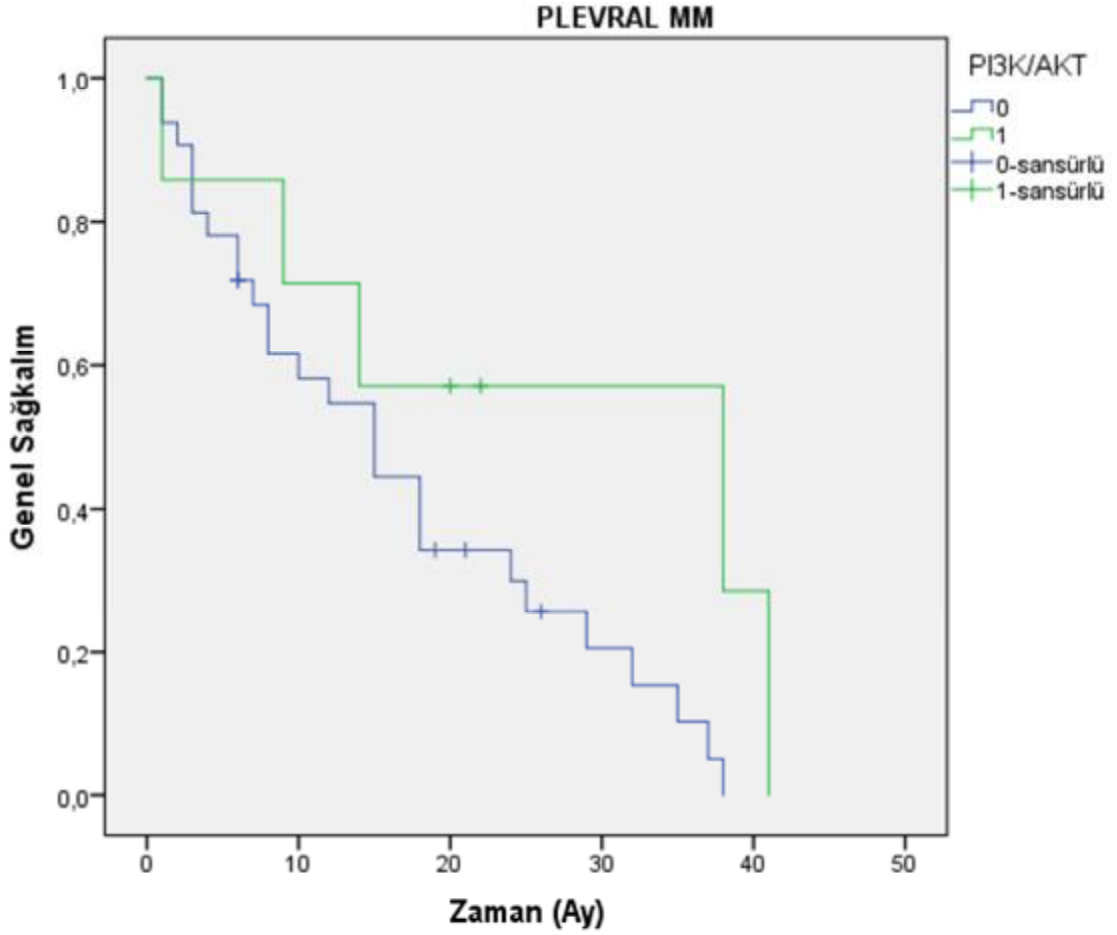 PLEVRAL MM
PI3K/AKT
0
1
0-sansürlü
1-sansürlü
Genel Sağkalım
1,0
0,8
0,6
0,4
0,2
0,0
0 10 20 30 40 50
Zaman (Ay)